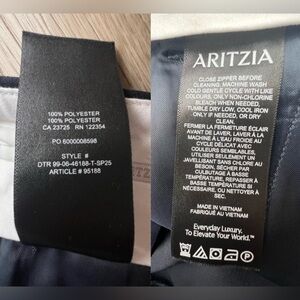 100% POLYESTER
100% POLYESTER
CA 23725 RN 122354
PO 6000008598
STYLE #
DTR 99-06-46188-T-SP25
ARTICLE # 95188
ARITZIA
CLOSE ZIPPER BEFORE
CLEANING. MACHINE WASH
COLD GENTLE CYCLE WITH LIKE
COLOURS, ONLY NON-CHLORINE
BLEACH WHEN NEEDED,
TUMBLE DRY LOW, COOL IRON
ONLY IF NEEDED, OR DRY
CLEAN.
FERMER LA FERMETURE ÉCLAIR
AVANT DE LAVER, LAVER À LA
MACHINE À L'EAU FROIDE AU
CYCLE DÉLICAT AVEC
COULEURS SEMBLABLES,
UTILISER SEULEMENT UN
JAVELLISANT SANS CHLORE AU
BESOIN, SÉCHER PAR
CULBUTAGE À BASSE
TEMPÉRATURE, REPASSER À
BASSE TEMPÉRATURE SI
NÉCESSAIRE, OU NETTOYER À
SEC.
MADE IN VIETNAM
FABRIQUÉ AU VIETNAM
Everyday Luxury.
To Elevate Your World.™